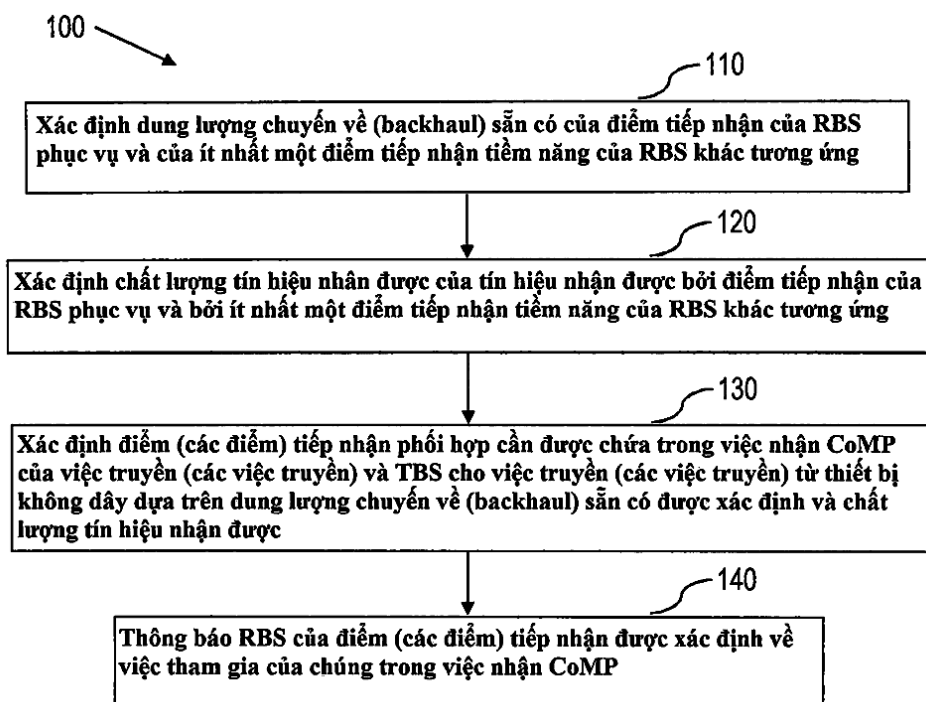 100
110
Xác định dung lượng chuyến về (backhaul) sẵn có của điểm tiếp nhận của RBS
phục vụ và của ít nhất một điểm tiếp nhận tiềm năng của RBS khác tương ứng
120
Xác định chất lượng tín hiệu nhân được của tín hiệu nhận được bởi điểm tiếp nhận của
RBS phục vụ và bởi ít nhất một điểm tiếp nhận tiềm năng của RBS khác tương ứng
130
Xác định điểm (các điểm) tiếp nhận phối hợp cần được chứa trong việc nhận CoMP
của việc truyền (các việc truyền) và TBS cho việc truyền (các việc truyền) từ thiết bị
không dây dựa trên dung lượng chuyến về (backhaul) sẵn có được xác định và chất
lượng tín hiệu nhận được
140
Thông báo RBS của điểm (các điểm) tiếp nhận được xác định về
việc tham gia của chúng trong việc nhận CoMP